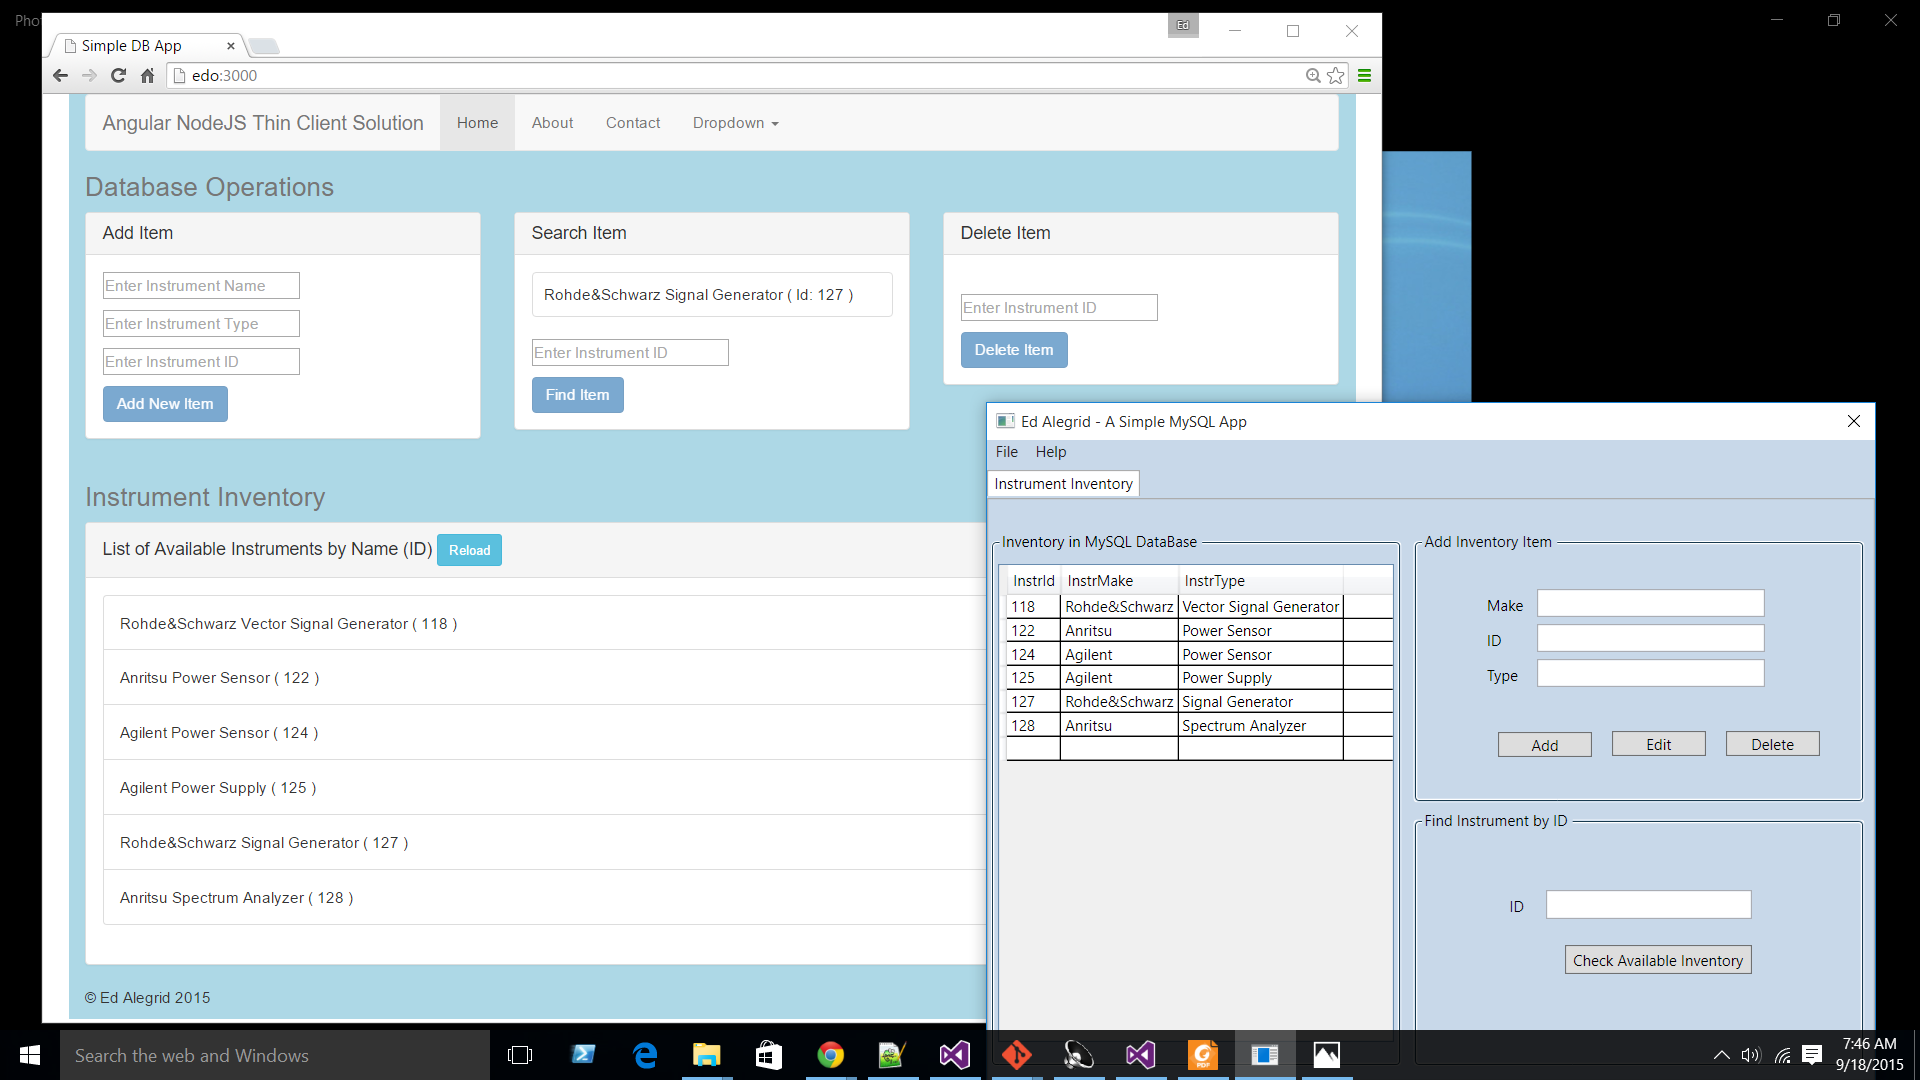 Pho
Ed
Simple DB App
edo:3000
Angular NodeJS Thin Client Solution
Home
About
Contact
Dropdown
Database Operations
Add Item
Enter Instrument Name
Enter Instrument Type
Enter Instrument ID
Add New Item
Search Item
Rohde&Schwarz Signal Generator ( Id: 127 )
Enter Instrument ID
Find Item
Delete Item
Enter Instrument ID
Delete Item
Instrument Inventory
List of Available Instruments by Name (ID)
Reload
Rohde&Schwarz Vector Signal Generator ( 118 )
Anritsu Power Sensor ( 122 )
Agilent Power Sensor ( 124 )
Agilent Power Supply ( 125 )
Rohde&Schwarz Signal Generator ( 127 )
Anritsu Spectrum Analyzer ( 128 )
© Ed Alegrid 2015
Ed Alegrid - A Simple MySQL App
File Help
Instrument Inventory
Inventory in MySQL DataBase
InstrId InstrMake InstrType
118 Rohde&Schwarz Vector Signal Generator
122 Anritsu Power Sensor
124 Agilent Power Sensor
125 Agilent Power Supply
127 Rohde&Schwarz Signal Generator
128 Anritsu Spectrum Analyzer
Add Inventory Item
Make
ID
Type
Add Edit Delete
Find Instrument by ID
ID
Check Available Inventory
Search the web and Windows
PDF
7:46 AM
9/18/2015